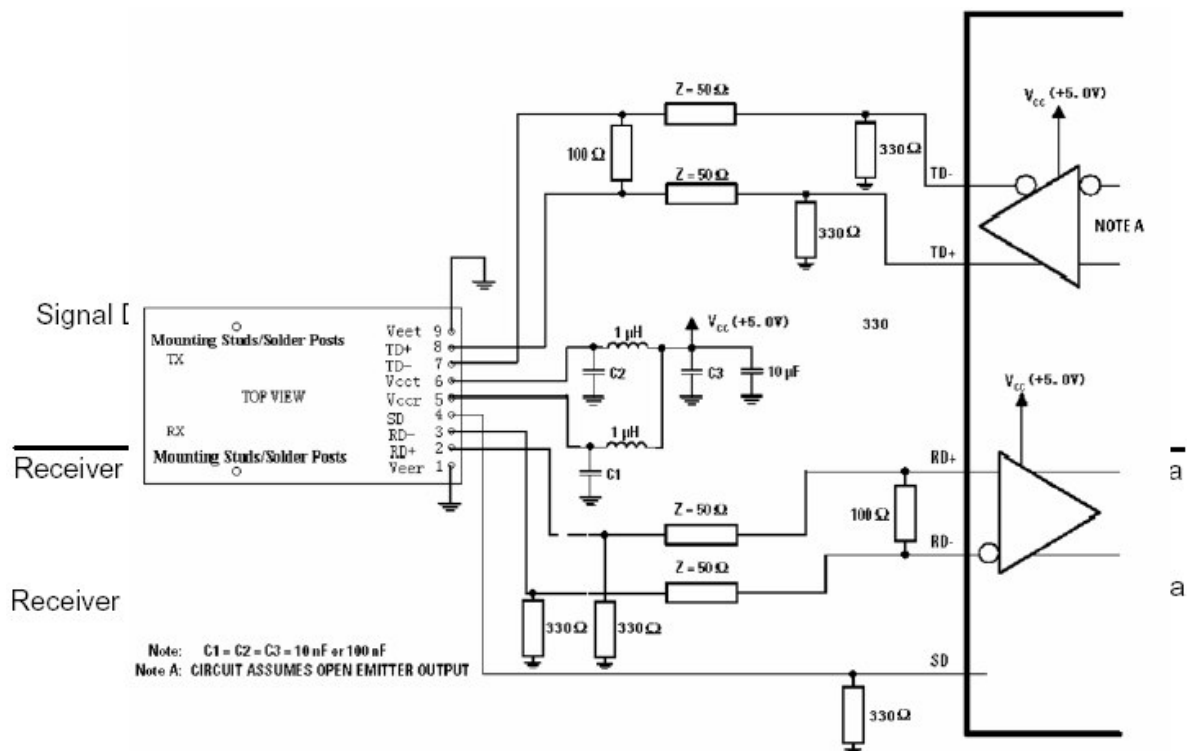 Z = 50 Ω
V_CC (+5.0V)
100 Ω
330 Ω
Z = 50 Ω
TD-
330 Ω
NOTE A
TD+
Signal
Mounting Studs/Solder Posts
TX
TOP VIEW
RX
Mounting Studs/Solder Posts
Veet 9
TD+ 8
TD- 7
Vcct 6
Vccr 5
SD 4
RD- 3
RD+ 2
Veer 1
1 μH
V_CC (+5.0V)
C2
C3
10 μF
1 μH
C1
330
V_CC (+5.0V)
Receiver
RD+
a
Z = 50 Ω
100 Ω
RD-
Z = 50 Ω
Receiver
a
330 Ω
330 Ω
Note: C1 = C2 = C3 = 10 nF or 100 nF
Note A: CIRCUIT ASSUMES OPEN EMITTER OUTPUT
SD
330 Ω